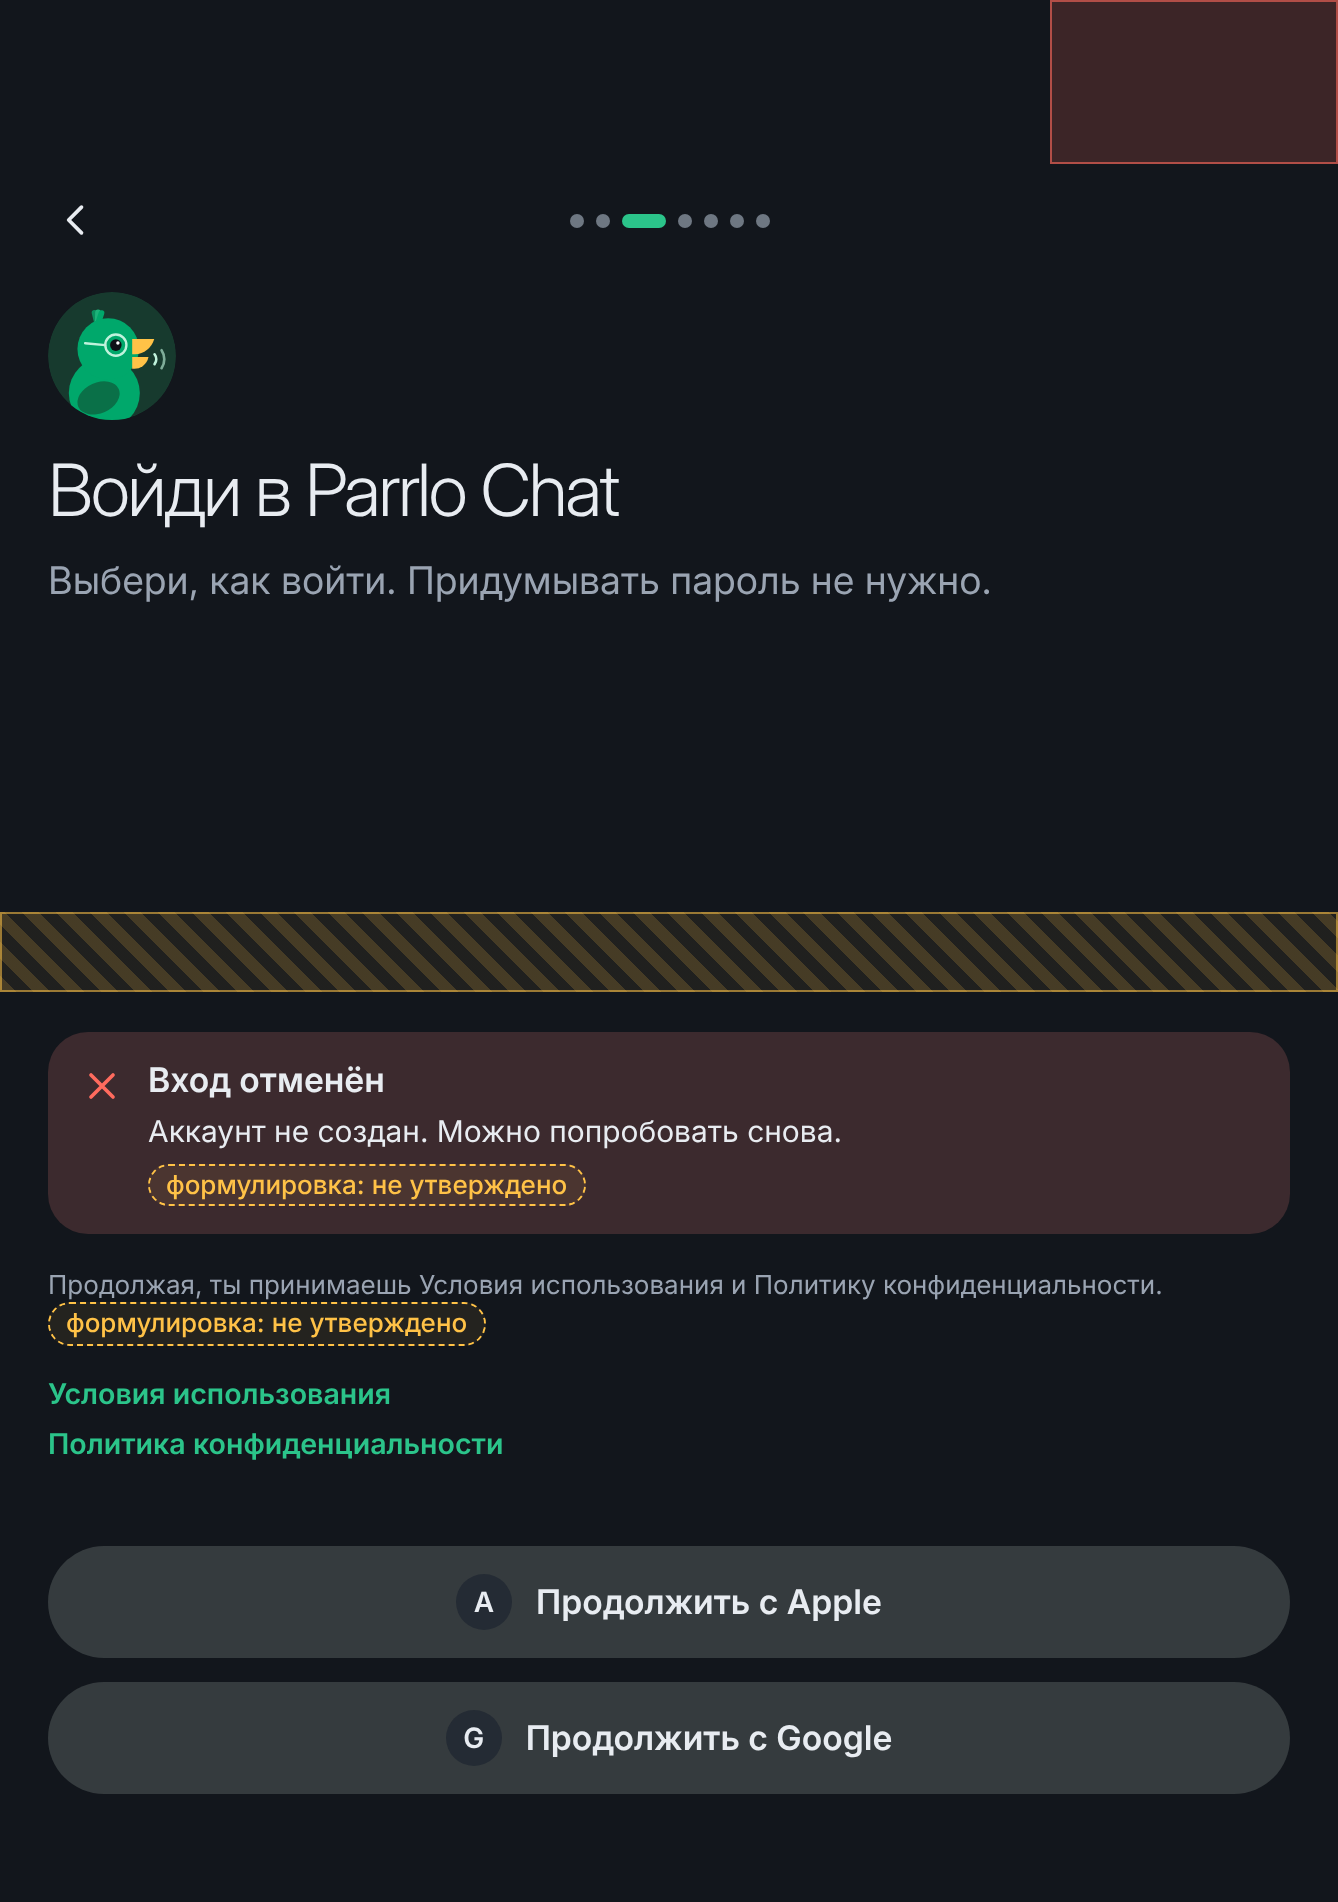 Войди в Parrlo Chat
Выбери, как войти. Придумывать пароль не нужно.
Вход отменён
Аккаунт не создан. Можно попробовать снова.
формулировка: не утверждено
Продолжая, ты принимаешь Условия использования и Политику конфиденциальности.
формулировка: не утверждено
Условия использования
Политика конфиденциальности
A Продолжить с Apple
G Продолжить с Google